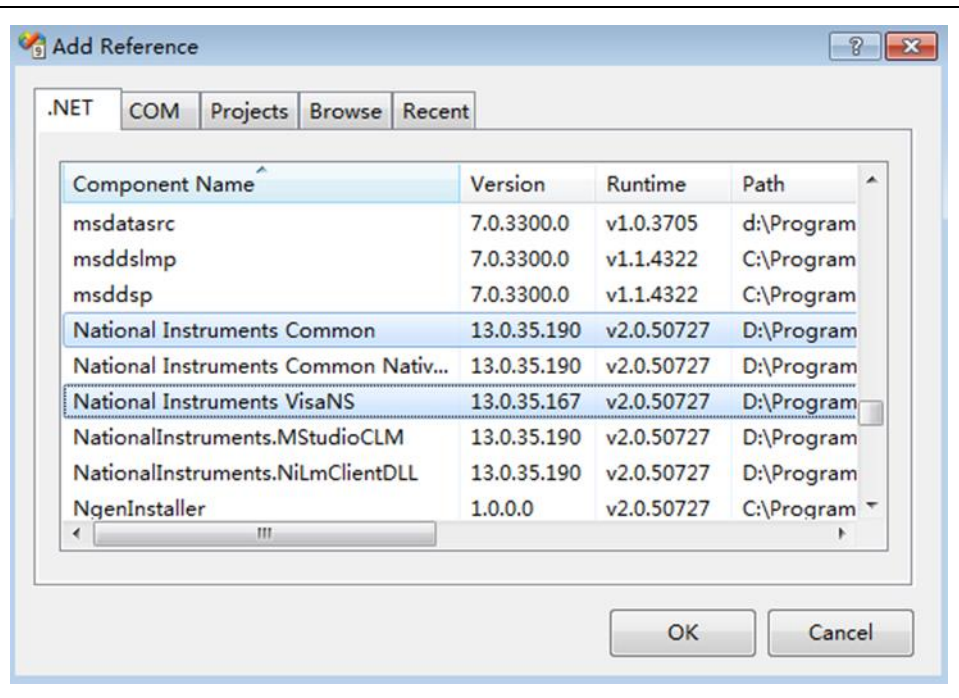 Add Reference
.NET COM Projects Browse Recent
Component Name Version Runtime Path
msdatasrc 7.0.3300.0 v1.0.3705 d:\Program
msddslmp 7.0.3300.0 v1.1.4322 C:\Program
msddsp 7.0.3300.0 v1.1.4322 C:\Program
National Instruments Common 13.0.35.190 v2.0.50727 D:\Program
National Instruments Common Nativ... 13.0.35.190 v2.0.50727 D:\Program
National Instruments VisaNS 13.0.35.167 v2.0.50727 D:\Program
NationalInstruments.MStudioCLM 13.0.35.190 v2.0.50727 D:\Program
NationalInstruments.NiLmClientDLL 13.0.35.190 v2.0.50727 D:\Program
NgenInstaller 1.0.0.0 v2.0.50727 C:\Program
OK Cancel